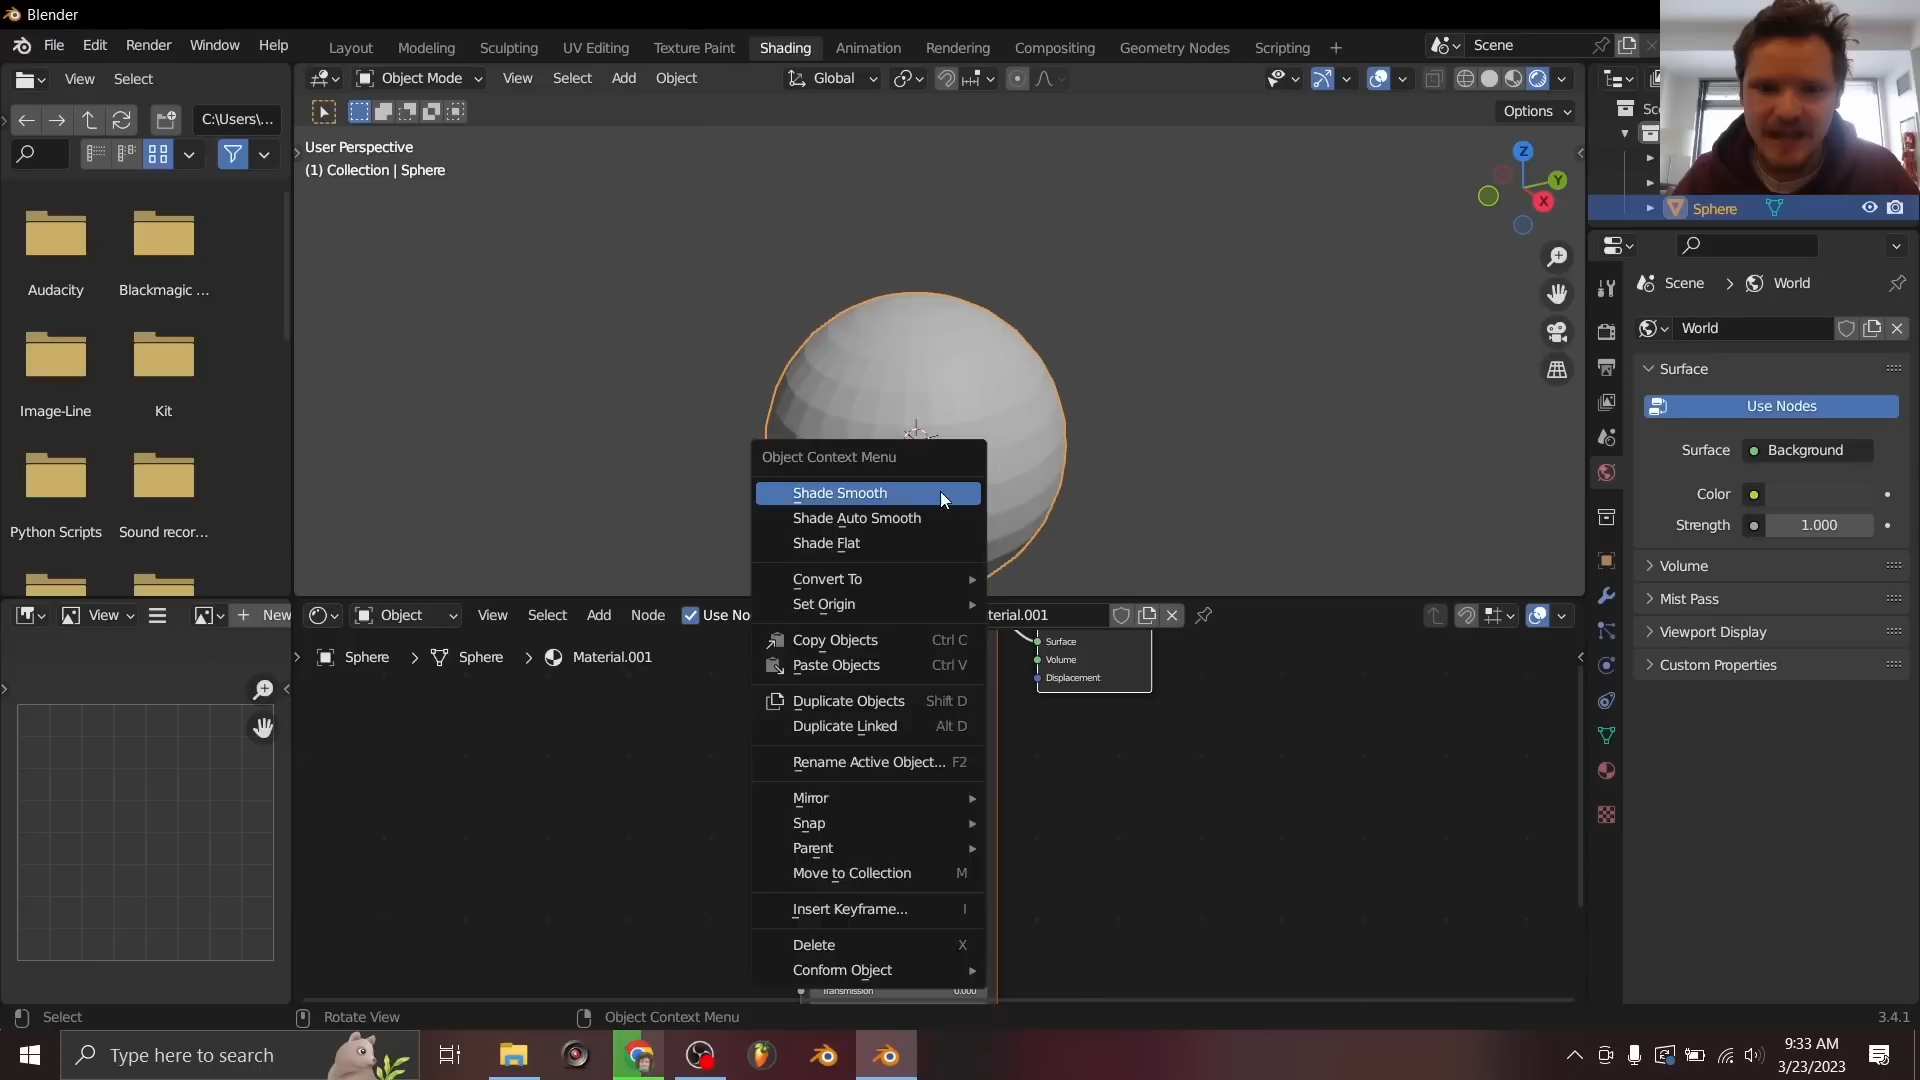 Blender
File Edit Render Window Help
Layout Modeling Sculpting UV Editing Texture Paint Shading Animation Rendering Compositing Geometry Nodes Scripting +
Scene
View Select
Object Mode View Select Add Object
Global
C:\Users\...
Options
User Perspective
(1) Collection | Sphere
Z
Y
X
Sc
Sphere
Audacity Blackmagic ...
Image-Line Kit
Python Scripts Sound recor...
Scene > World
World
Surface
Use Nodes
Surface Background
Color
Strength 1.000
Volume
Mist Pass
Viewport Display
Custom Properties
Object Context Menu
Shade Smooth
Shade Auto Smooth
Shade Flat
Convert To
Set Origin
Copy Objects Ctrl C
Paste Objects Ctrl V
Duplicate Objects Shift D
Duplicate Linked Alt D
Rename Active Object... F2
Mirror
Snap
Parent
Move to Collection M
Insert Keyframe... I
Delete X
Conform Object
View + New
Object View Select Add Node Use No
terial.001
Sphere > Sphere > Material.001
Surface
Volume
Displacement
Transmission 0.000
Select Rotate View Object Context Menu 3.4.1
Type here to search
9:33 AM
3/23/2023